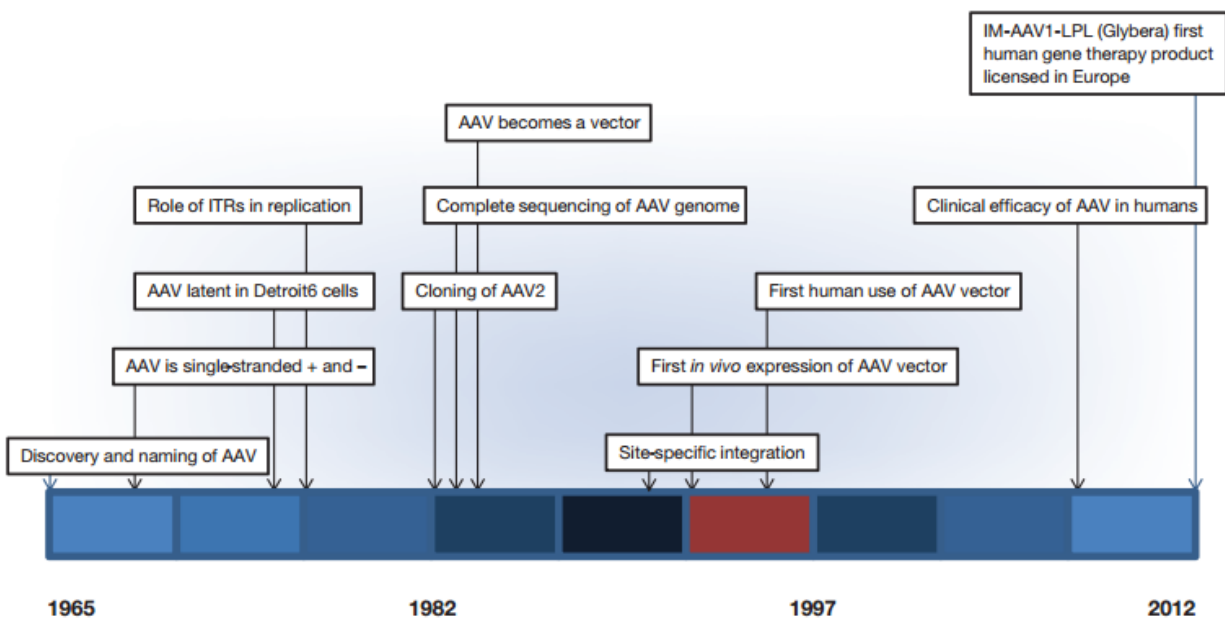 IM-AAV1-LPL (Glybera) first
human gene therapy product
licensed in Europe
AAV becomes a vector
Role of ITRs in replication
Complete sequencing of AAV genome
Clinical efficacy of AAV in humans
AAV latent in Detroit6 cells
Cloning of AAV2
First human use of AAV vector
AAV is single-stranded + and –
First in vivo expression of AAV vector
Discovery and naming of AAV
Site-specific integration
1965
1982
1997
2012